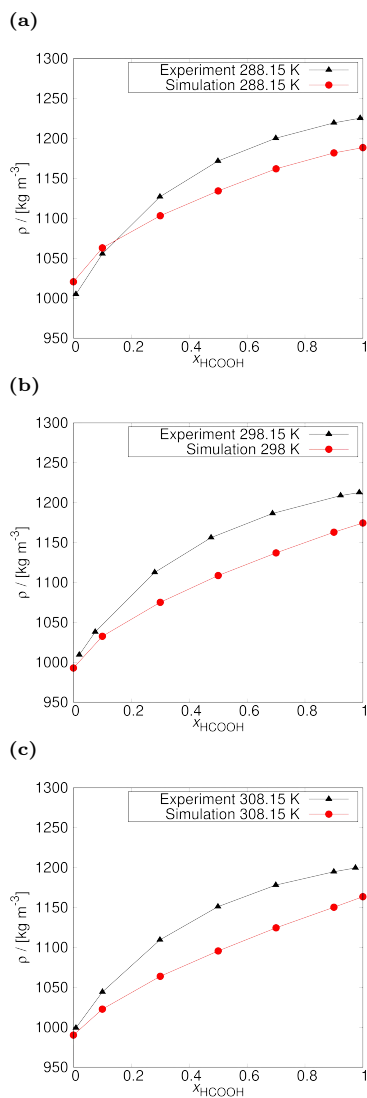 (a)
1300
Experiment 288.15 K
Simulation 288.15 K
1250
1200
1150
1100
1050
1000
950
ρ / [kg m-3]
0 0.2 0.4 0.6 0.8 1
xHCOOH
(b)
1300
Experiment 298.15 K
Simulation 298 K
1250
1200
1150
1100
1050
1000
950
ρ / [kg m-3]
0 0.2 0.4 0.6 0.8 1
xHCOOH
(c)
1300
Experiment 308.15 K
Simulation 308.15 K
1250
1200
1150
1100
1050
1000
950
ρ / [kg m-3]
0 0.2 0.4 0.6 0.8 1
xHCOOH